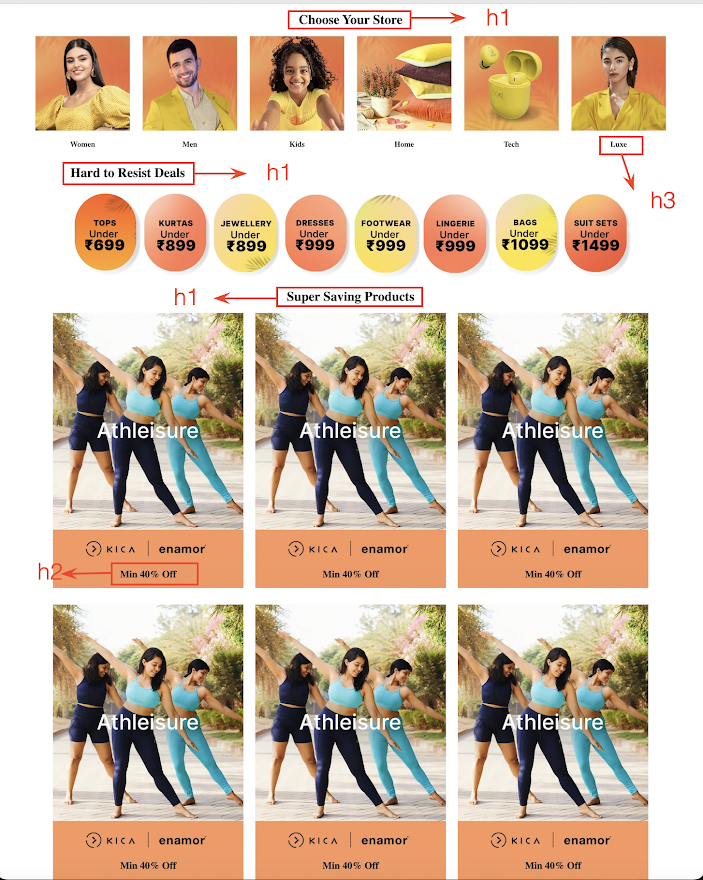 Choose Your Store h1
Women Men Kids Home Tech Luxe
Hard to Resist Deals h1
h3
TOPS
Under
₹699
KURTAS
Under
₹899
JEWELLERY
Under
₹899
DRESSES
Under
₹999
FOOTWEAR
Under
₹999
LINGERIE
Under
₹999
BAGS
Under
₹1099
SUIT SETS
Under
₹1499
h1 Super Saving Products
Athleisure Athleisure Athleisure
KICA enamor KICA enamor KICA enamor
h2 Min 40% Off Min 40% Off Min 40% Off
Athleisure Athleisure Athleisure
KICA enamor KICA enamor KICA enamor
Min 40% Off Min 40% Off Min 40% Off